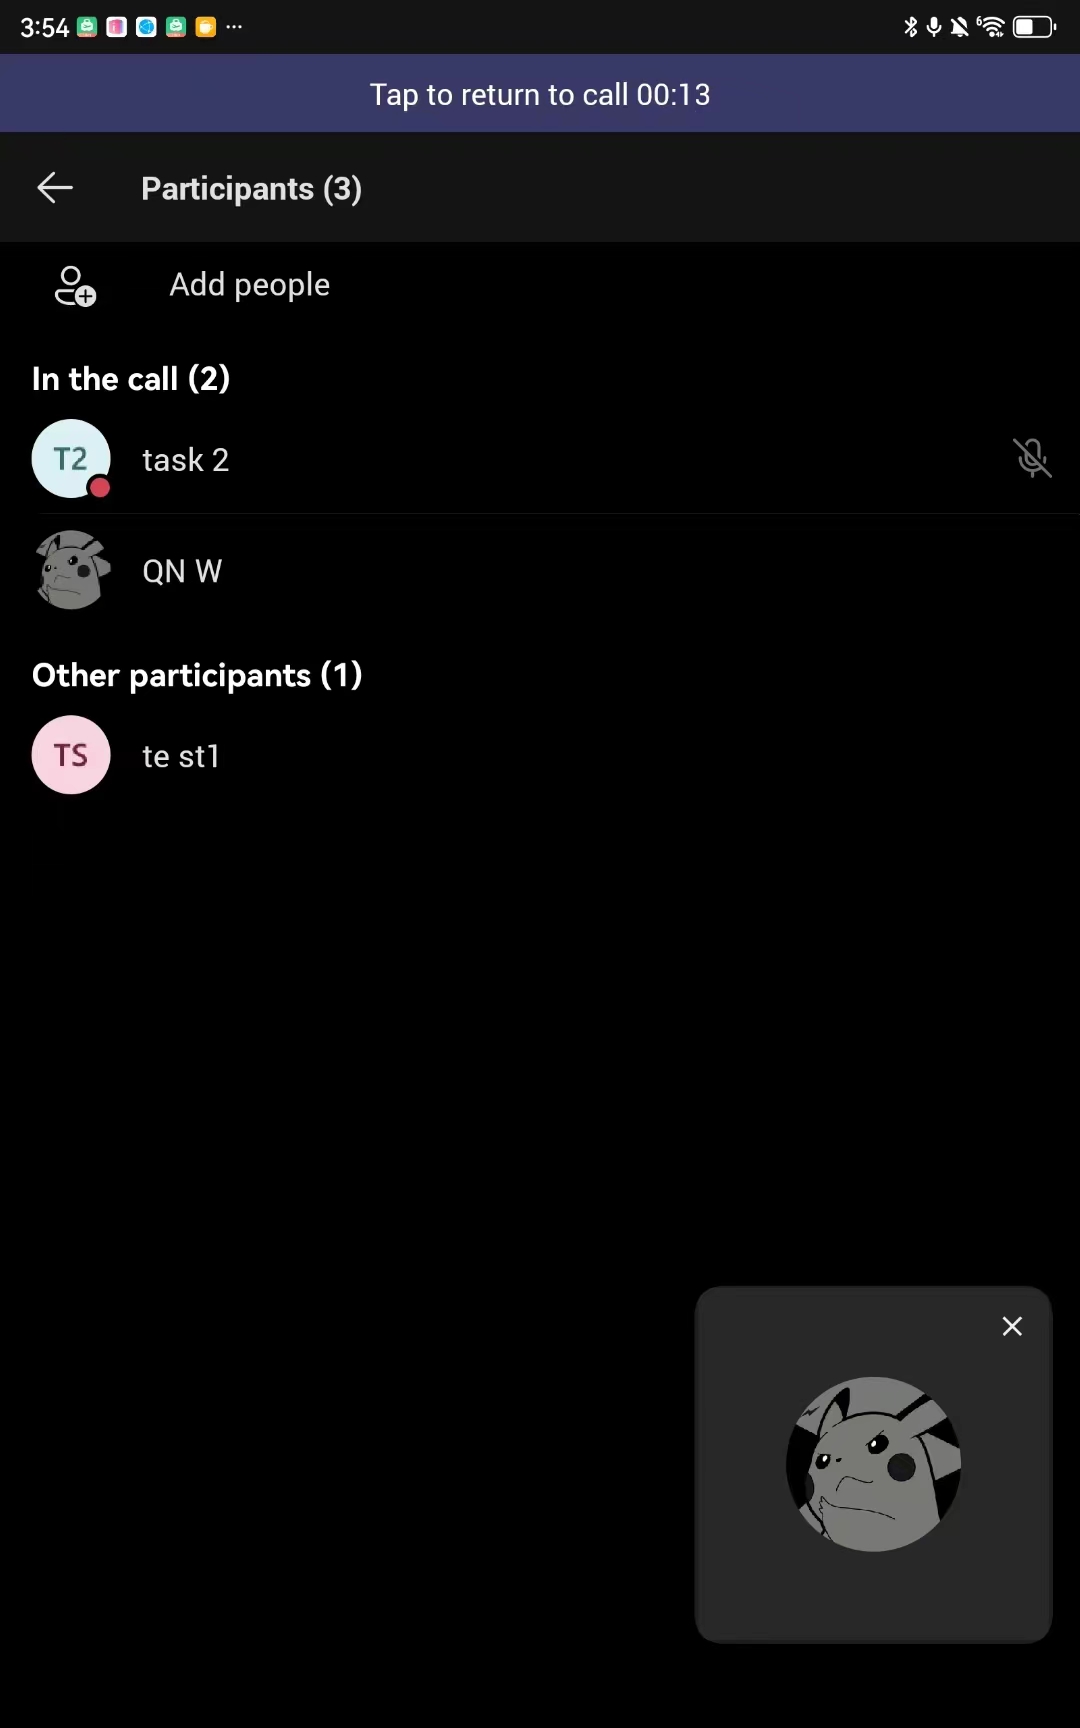 3:54
Tap to return to call 00:13
Participants (3)
Add people
In the call (2)
T2
task 2
QN W
Other participants (1)
TS
te st1